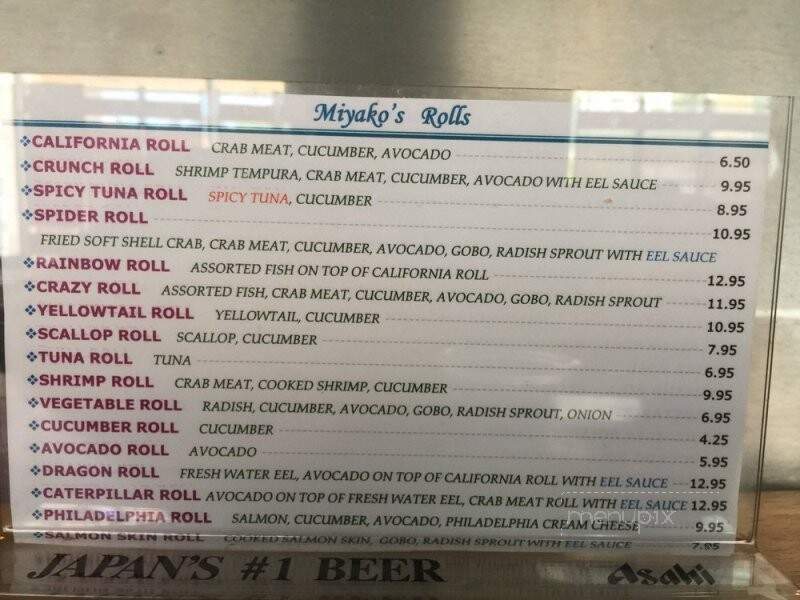 Miyako's Rolls
❖CALIFORNIA ROLL CRAB MEAT, CUCUMBER, AVOCADO 6.50
❖CRUNCH ROLL SHRIMP TEMPURA, CRAB MEAT, CUCUMBER, AVOCADO WITH EEL SAUCE 9.95
❖SPICY TUNA ROLL SPICY TUNA, CUCUMBER 8.95
❖SPIDER ROLL 10.95
FRIED SOFT SHELL CRAB, CRAB MEAT, CUCUMBER, AVOCADO, GOBO, RADISH SPROUT WITH EEL SAUCE
❖RAINBOW ROLL ASSORTED FISH ON TOP OF CALIFORNIA ROLL 12.95
❖CRAZY ROLL ASSORTED FISH, CRAB MEAT, CUCUMBER, AVOCADO, GOBO, RADISH SPROUT 11.95
❖YELLOWTAIL ROLL YELLOWTAIL, CUCUMBER 10.95
❖SCALLOP ROLL SCALLOP, CUCUMBER 7.95
❖TUNA ROLL TUNA 6.95
❖SHRIMP ROLL CRAB MEAT, COOKED SHRIMP, CUCUMBER 9.95
❖VEGETABLE ROLL RADISH, CUCUMBER, AVOCADO, GOBO, RADISH SPROUT, ONION 6.95
❖CUCUMBER ROLL CUCUMBER 4.25
❖AVOCADO ROLL AVOCADO 5.95
❖DRAGON ROLL FRESH WATER EEL, AVOCADO ON TOP OF CALIFORNIA ROLL WITH EEL SAUCE 12.95
❖CATERPILLAR ROLL AVOCADO ON TOP OF FRESH WATER EEL, CRAB MEAT ROLL WITH EEL SAUCE 12.95
❖PHILADELPHIA ROLL SALMON, CUCUMBER, AVOCADO, PHILADELPHIA CREAM CHEESE 9.95
❖SALMON SKIN ROLL COOKED SALMON SKIN, GOBO, RADISH SPROUT WITH EEL SAUCE 7.95
menupix
JAPAN'S #1 BEER Asahi